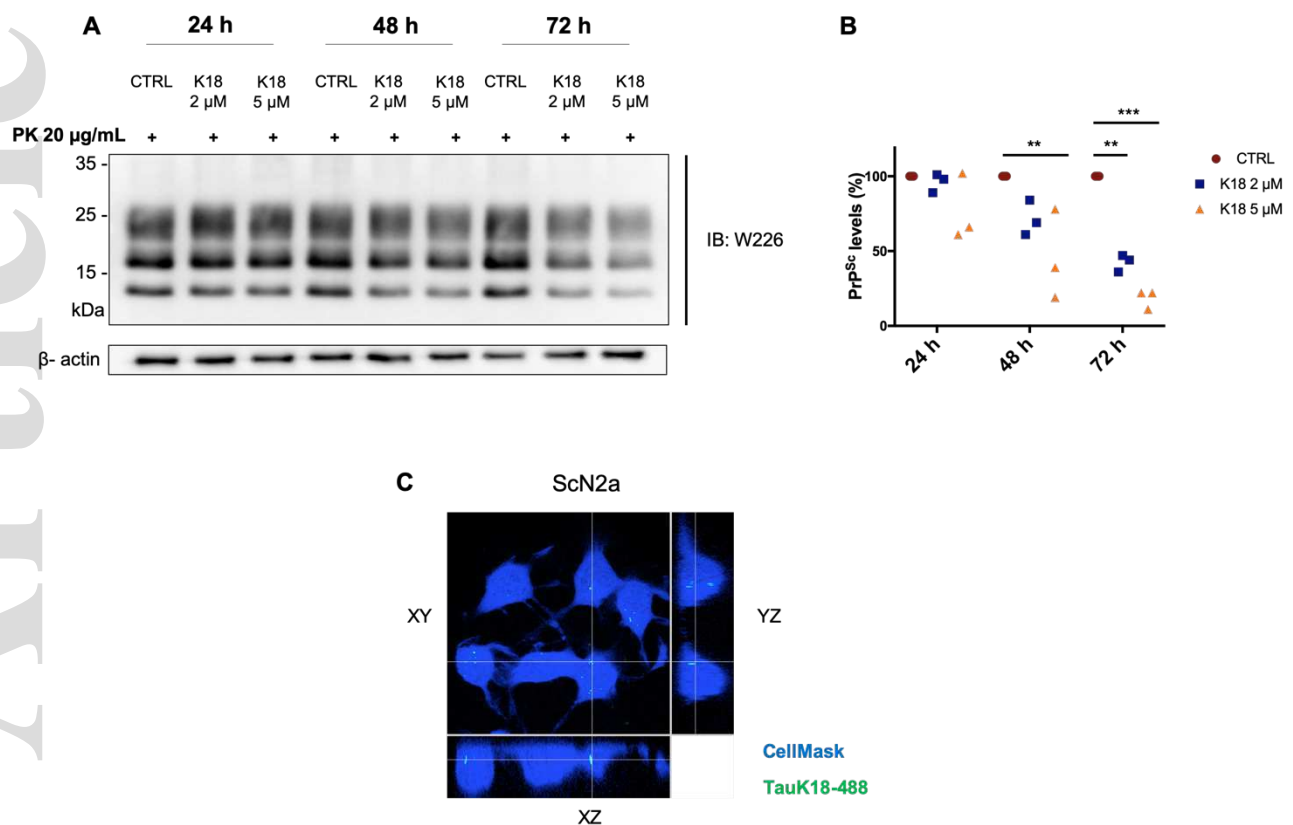 A
24 h 48 h 72 h
CTRL K18 2 µM K18 5 µM CTRL K18 2 µM K18 5 µM CTRL K18 2 µM K18 5 µM
PK 20 µg/mL + + + + + + + + +
35 -
25 -
15 -
kDa
IB: W226
β- actin
B
***
** **
CTRL
K18 2 µM
K18 5 µM
PrPSc levels (%)
100
50
0
24 h 48 h 72 h
C ScN2a
XY YZ
CellMask
TauK18-488
XZ